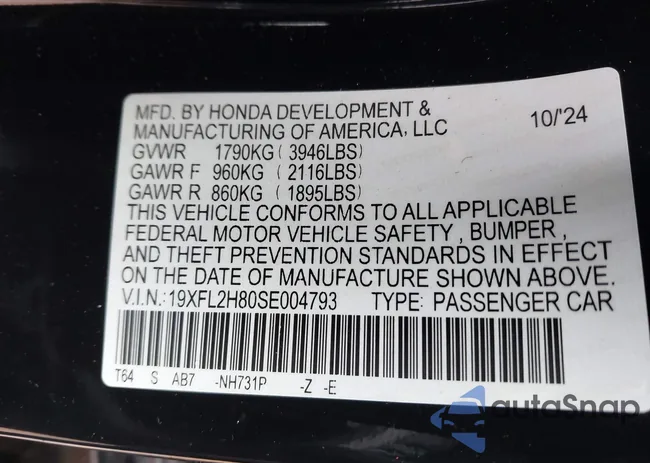 MFD. BY HONDA DEVELOPMENT &
MANUFACTURING OF AMERICA, LLC 10/'24
GVWR 1790KG ( 3946LBS)
GAWR F 960KG ( 2116LBS)
GAWR R 860KG ( 1895LBS)
THIS VEHICLE CONFORMS TO ALL APPLICABLE
FEDERAL MOTOR VEHICLE SAFETY , BUMPER ,
AND THEFT PREVENTION STANDARDS IN EFFECT
ON THE DATE OF MANUFACTURE SHOWN ABOVE.
V.I.N.:19XFL2H80SE004793 TYPE: PASSENGER CAR
T64 S AB7 -NH731P -Z -E
autoSnap